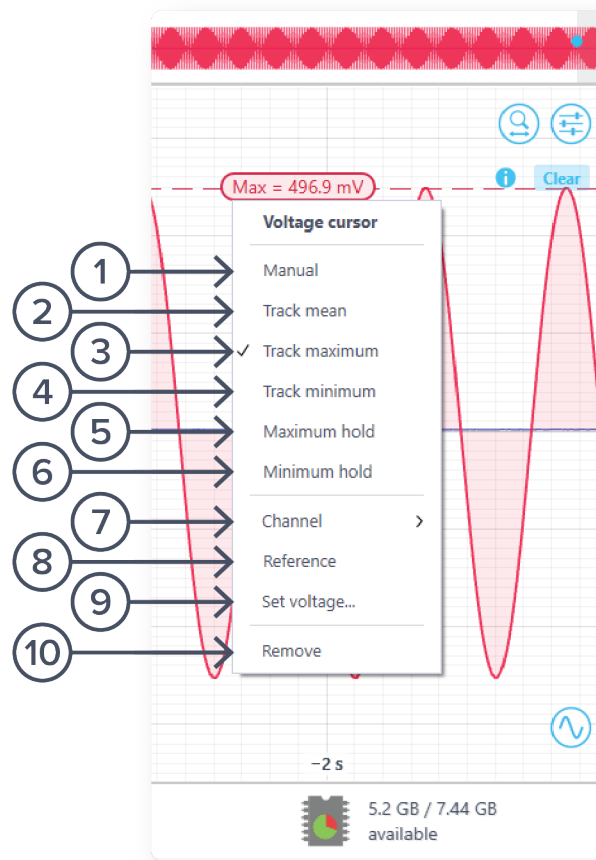 Max = 496.9 mV
Clear
Voltage cursor
1 Manual
2 Track mean
3 Track maximum
4 Track minimum
5 Maximum hold
6 Minimum hold
7 Channel
8 Reference
9 Set voltage...
10 Remove
−2 s
5.2 GB / 7.44 GB
available